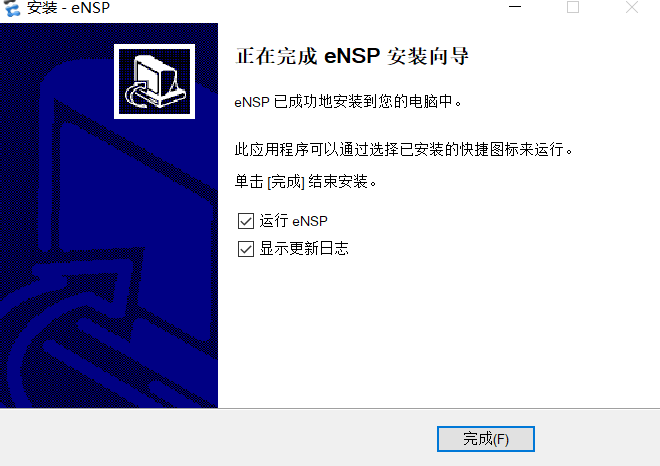 安装 - eNSP
正在完成 eNSP 安装向导
eNSP 已成功地安装到您的电脑中。
此应用程序可以通过选择已安装的快捷图标来运行。
单击 [完成] 结束安装。
运行 eNSP
显示更新日志
完成(F)